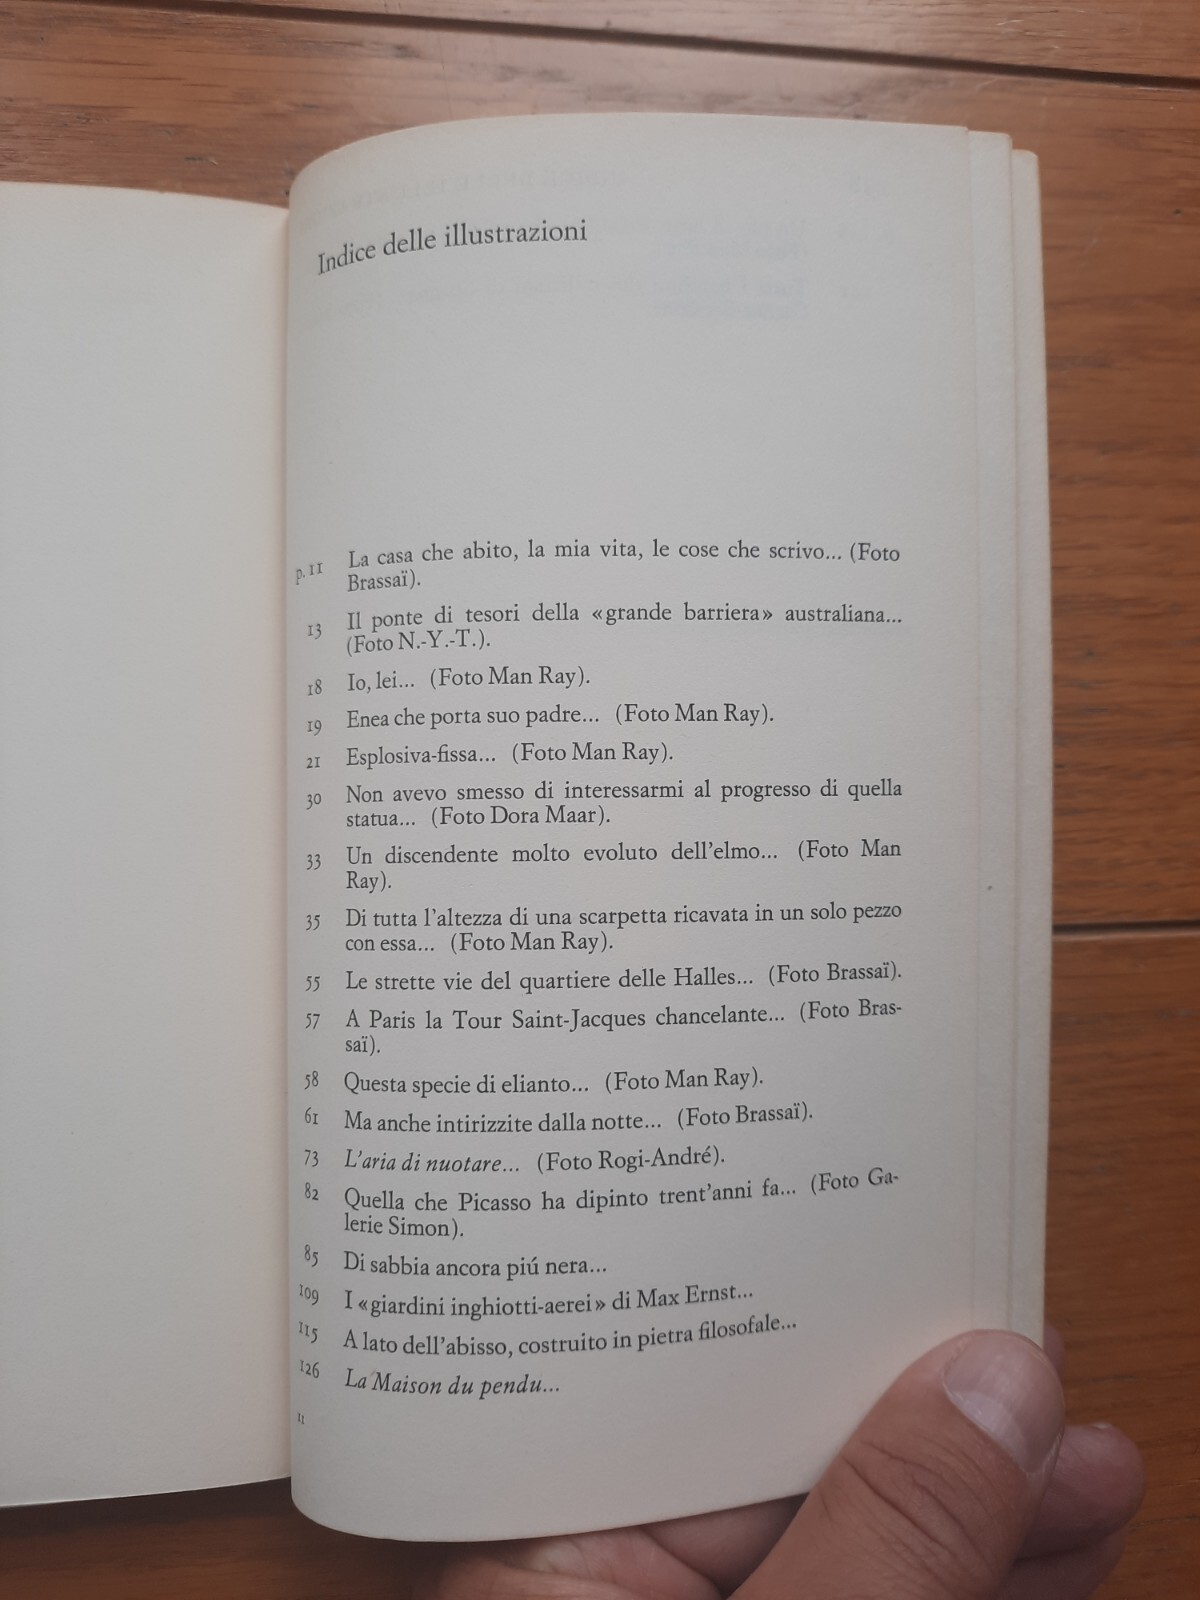 Indice delle illustrazioni
p. 11 La casa che abito, la mia vita, le cose che scrivo... (Foto
Brassaï).
13 Il ponte di tesori della «grande barriera» australiana...
(Foto N.-Y.-T.).
18 Io, lei... (Foto Man Ray).
19 Enea che porta suo padre... (Foto Man Ray).
21 Esplosiva-fissa... (Foto Man Ray).
30 Non avevo smesso di interessarmi al progresso di quella
statua... (Foto Dora Maar).
33 Un discendente molto evoluto dell'elmo... (Foto Man
Ray).
35 Di tutta l'altezza di una scarpetta ricavata in un solo pezzo
con essa... (Foto Man Ray).
55 Le strette vie del quartiere delle Halles... (Foto Brassaï).
57 A Paris la Tour Saint-Jacques chancelante... (Foto Bras-
saï).
58 Questa specie di elianto... (Foto Man Ray).
61 Ma anche intirizzite dalla notte... (Foto Brassaï).
73 L'aria di nuotare... (Foto Rogi-André).
82 Quella che Picasso ha dipinto trent'anni fa... (Foto Ga-
lerie Simon).
85 Di sabbia ancora piú nera...
109 I «giardini inghiotti-aerei» di Max Ernst...
115 A lato dell'abisso, costruito in pietra filosofale...
126 La Maison du pendu...
11